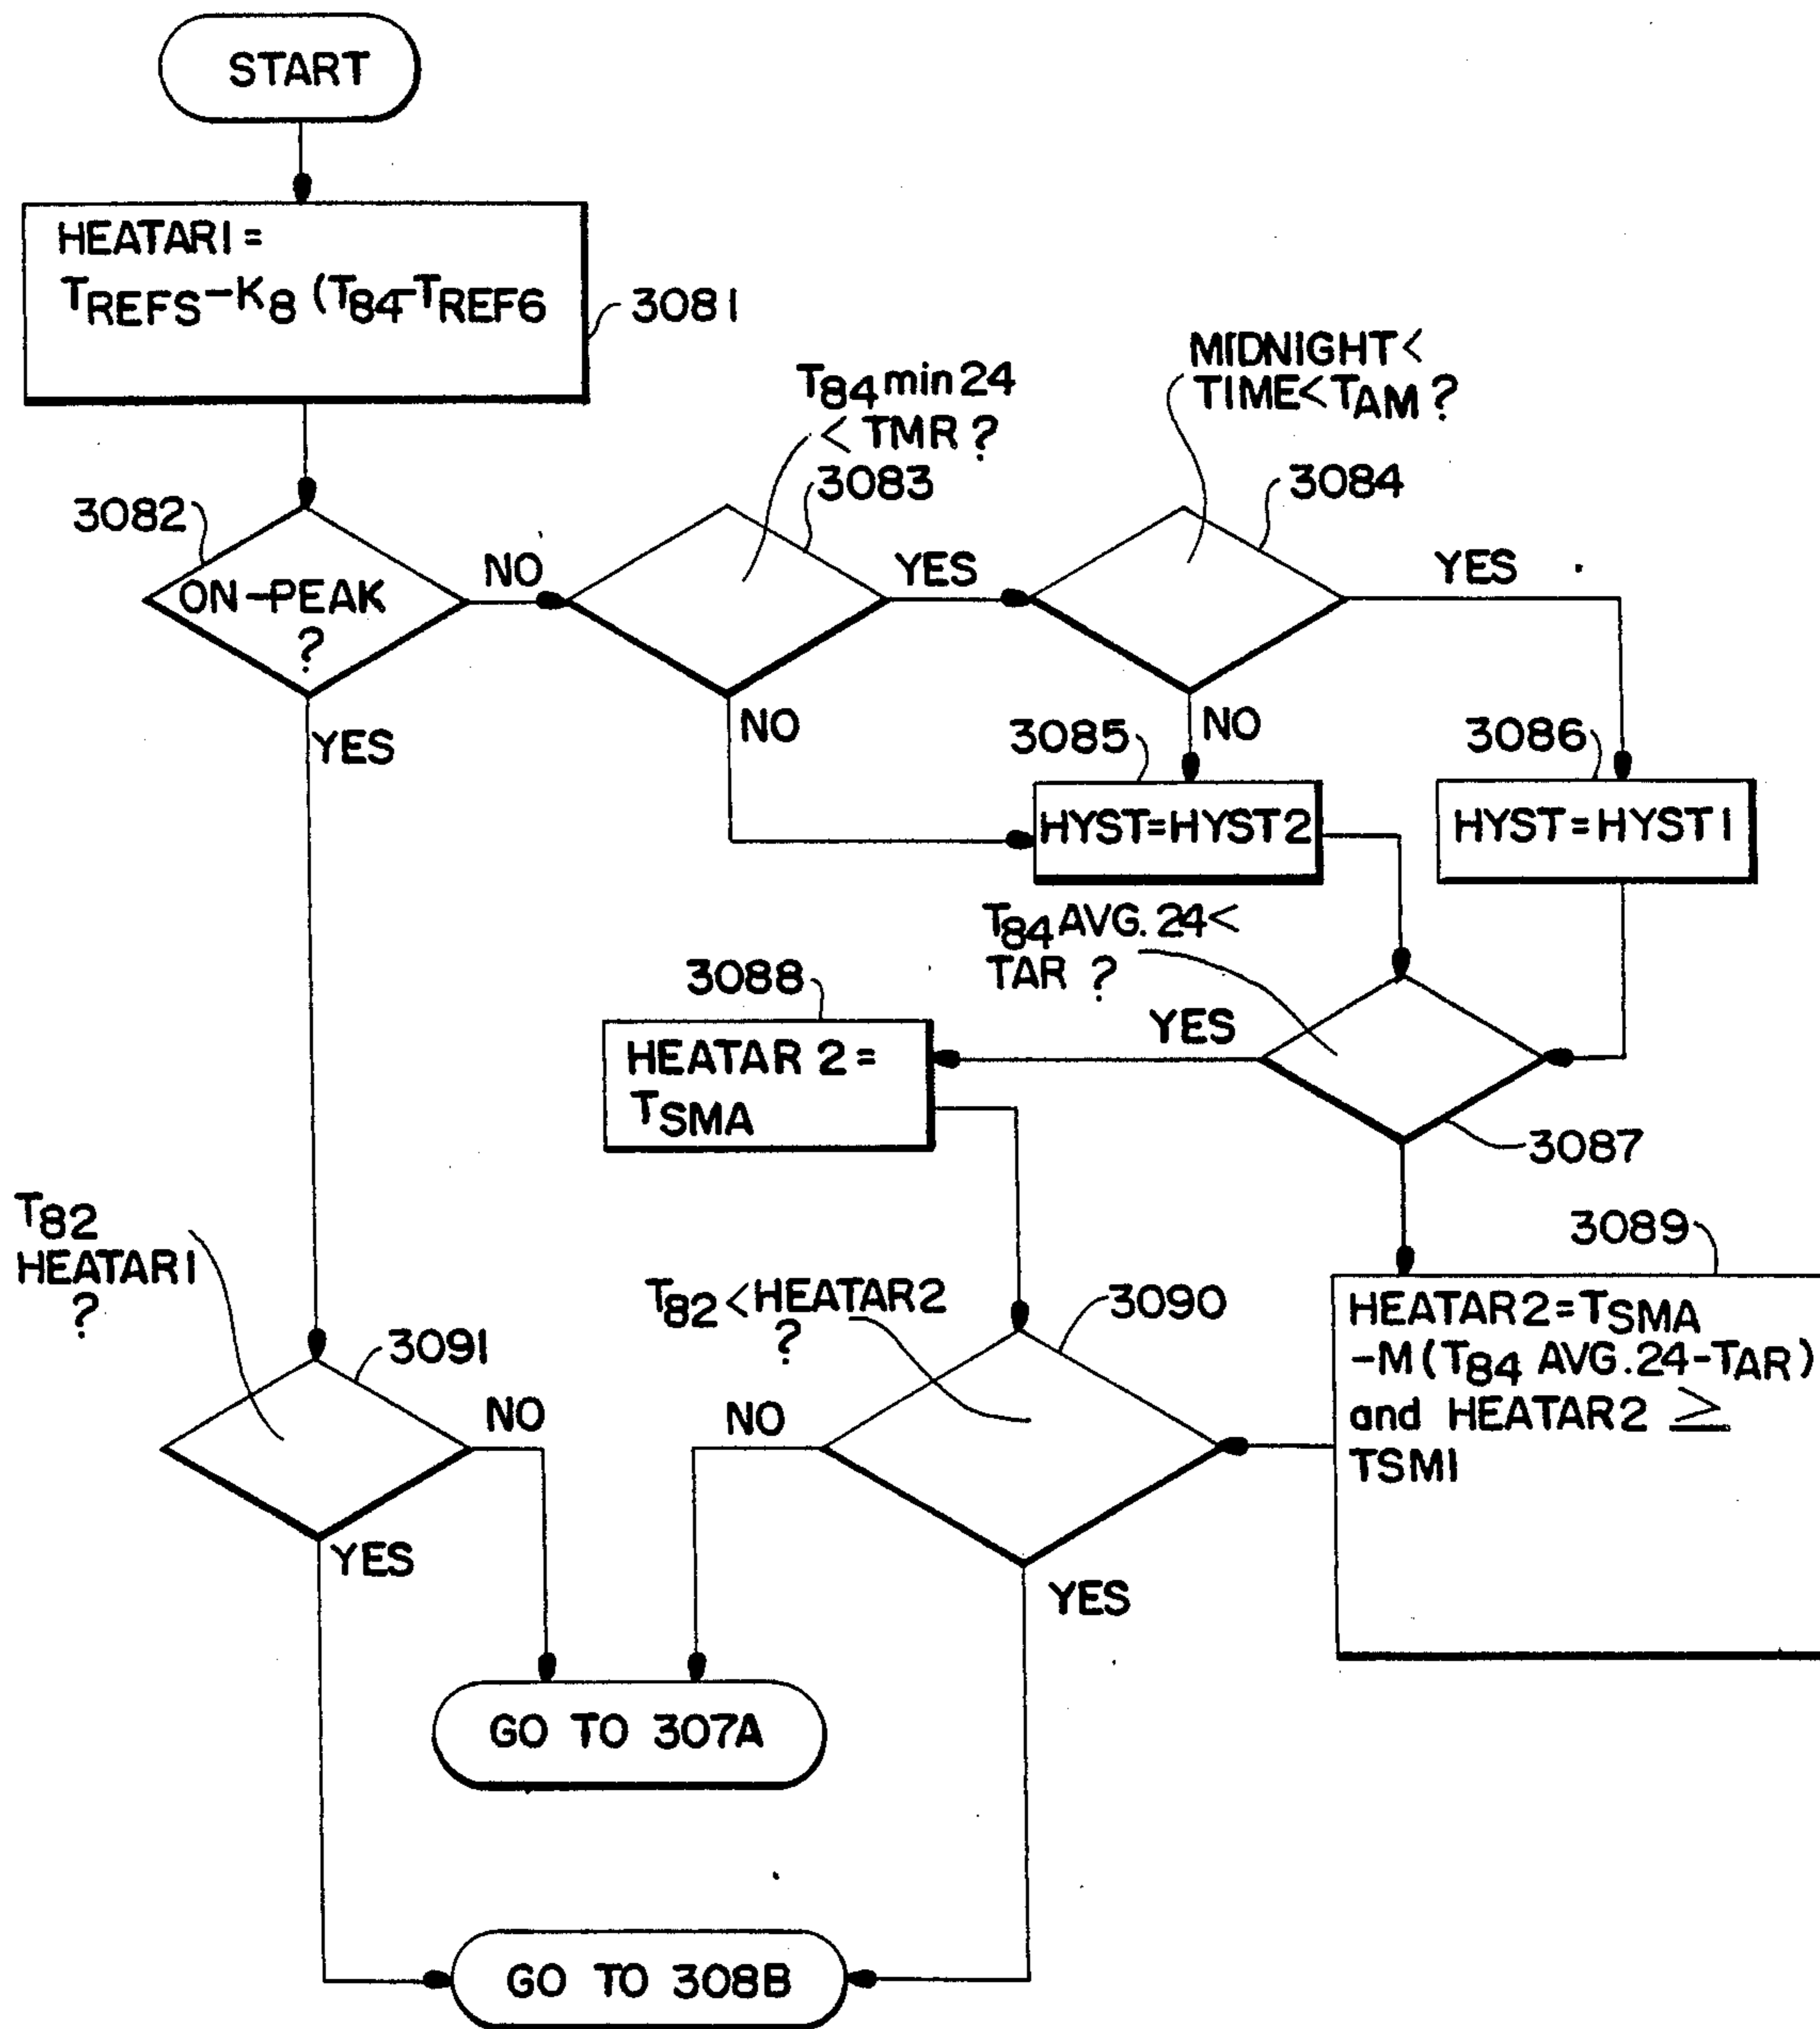 START
HEATAR1=
TREFS-K8 (T84-TREF6
3081
MIDNIGHT<
TIME<TAM ?
T84 min 24
< TMR ?
3083
3084
3082
ON-PEAK
?
NO
YES
YES
YES
NO
NO
3085
3086
HYST=HYST2
HYST=HYST1
T84 AVG. 24<
TAR ?
3088
YES
HEATAR 2=
TSMA
3087
3089
T82
HEATAR1
?
T82 <HEATAR2
?
3090
3091
HEATAR2=TSMA
-M(T84 AVG.24-TAR)
and HEATAR2 ≥
TSM1
NO
NO
YES
YES
GO TO 307A
GO TO 308B